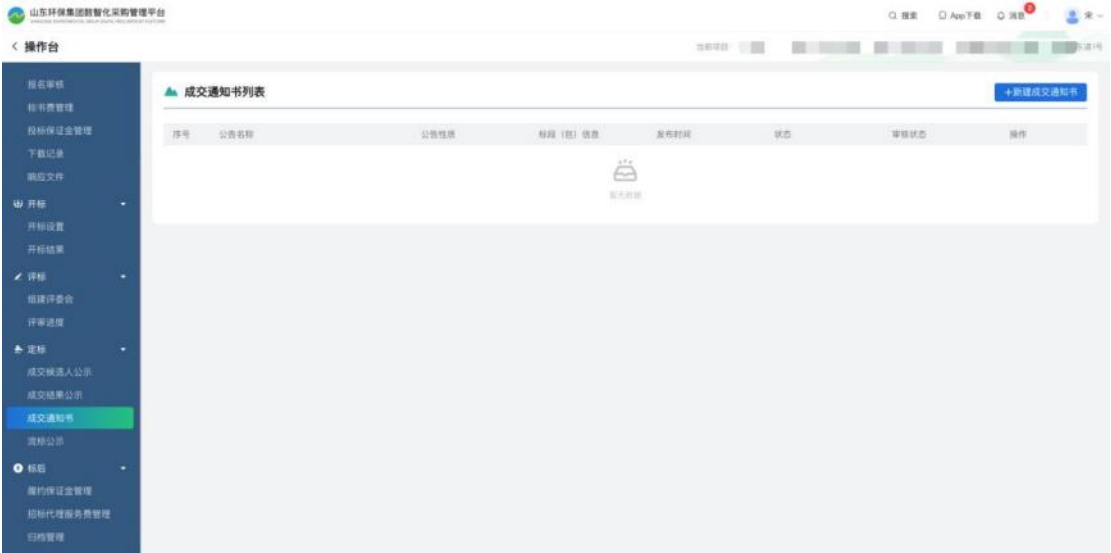 山东环保集团数智化采购管理平台
搜索
App下载
消息
宋
操作台
当前项目
报名审核
标书费管理
投标保证金管理
下载记录
响应文件
开标
开标设置
开标结果
评标
组建评委会
评审进度
定标
成交候选人公示
成交结果公示
成交通知书
流标公示
标后
履约保证金管理
招标代理服务费管理
归档管理
成交通知书列表
+新建成交通知书
序号 公告名称 公告性质 标段（包）信息 发布时间 状态 审核状态 操作
暂无数据